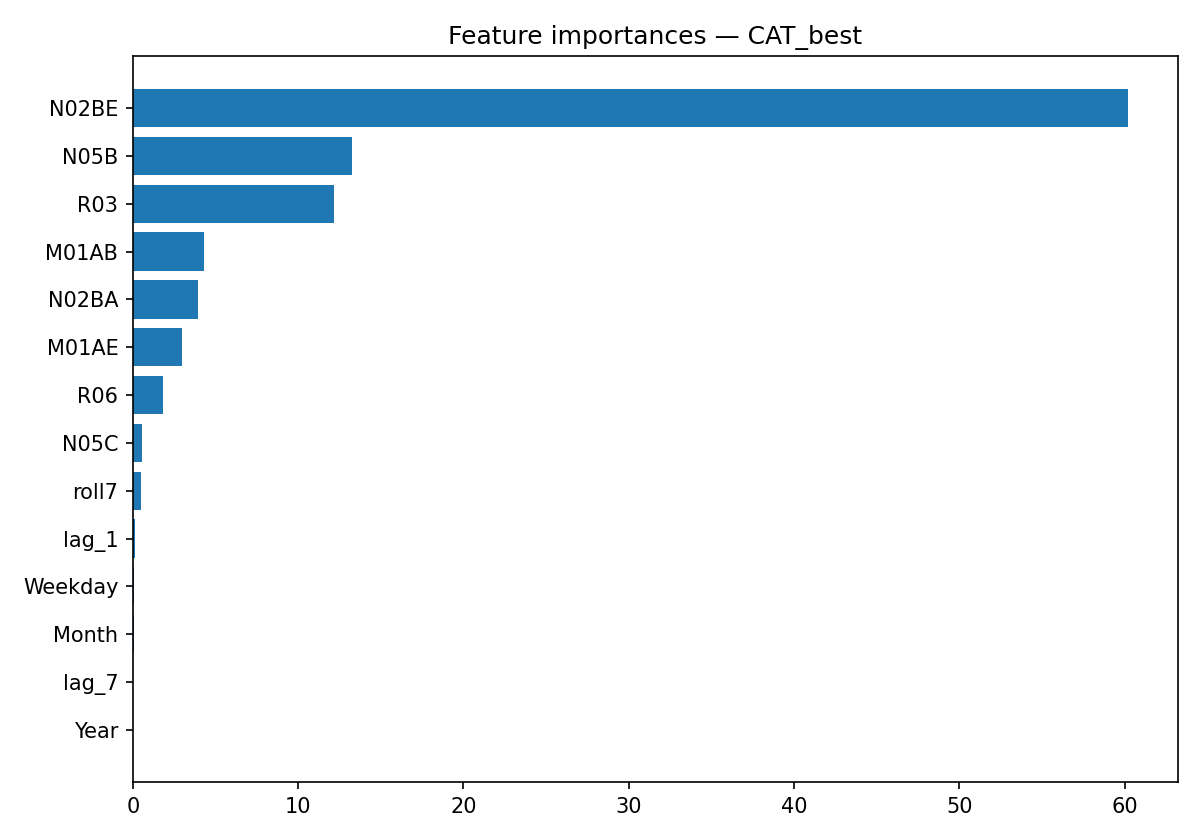 Feature importances — CAT_best
N02BE
N05B
R03
M01AB
N02BA
M01AE
R06
N05C
roll7
lag_1
Weekday
Month
lag_7
Year
0 10 20 30 40 50 60